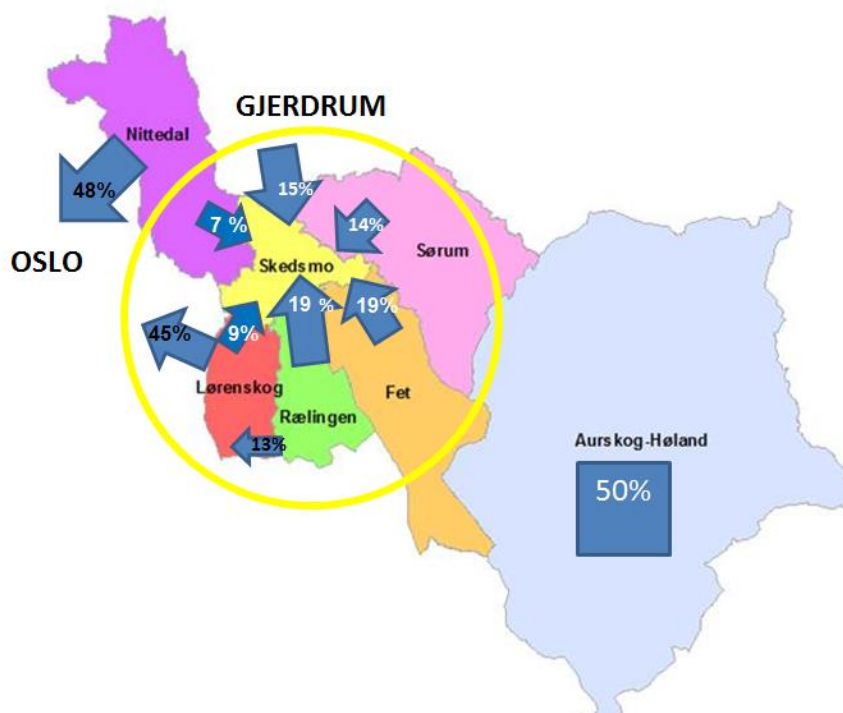 GJERDRUM
Nittedal
48%
15%
7 %
14%
OSLO
Skedsmo
Sørum
19 %
19%
45%
9%
Lørenskog
Fet
Rælingen
13%
Aurskog-Høland
50%